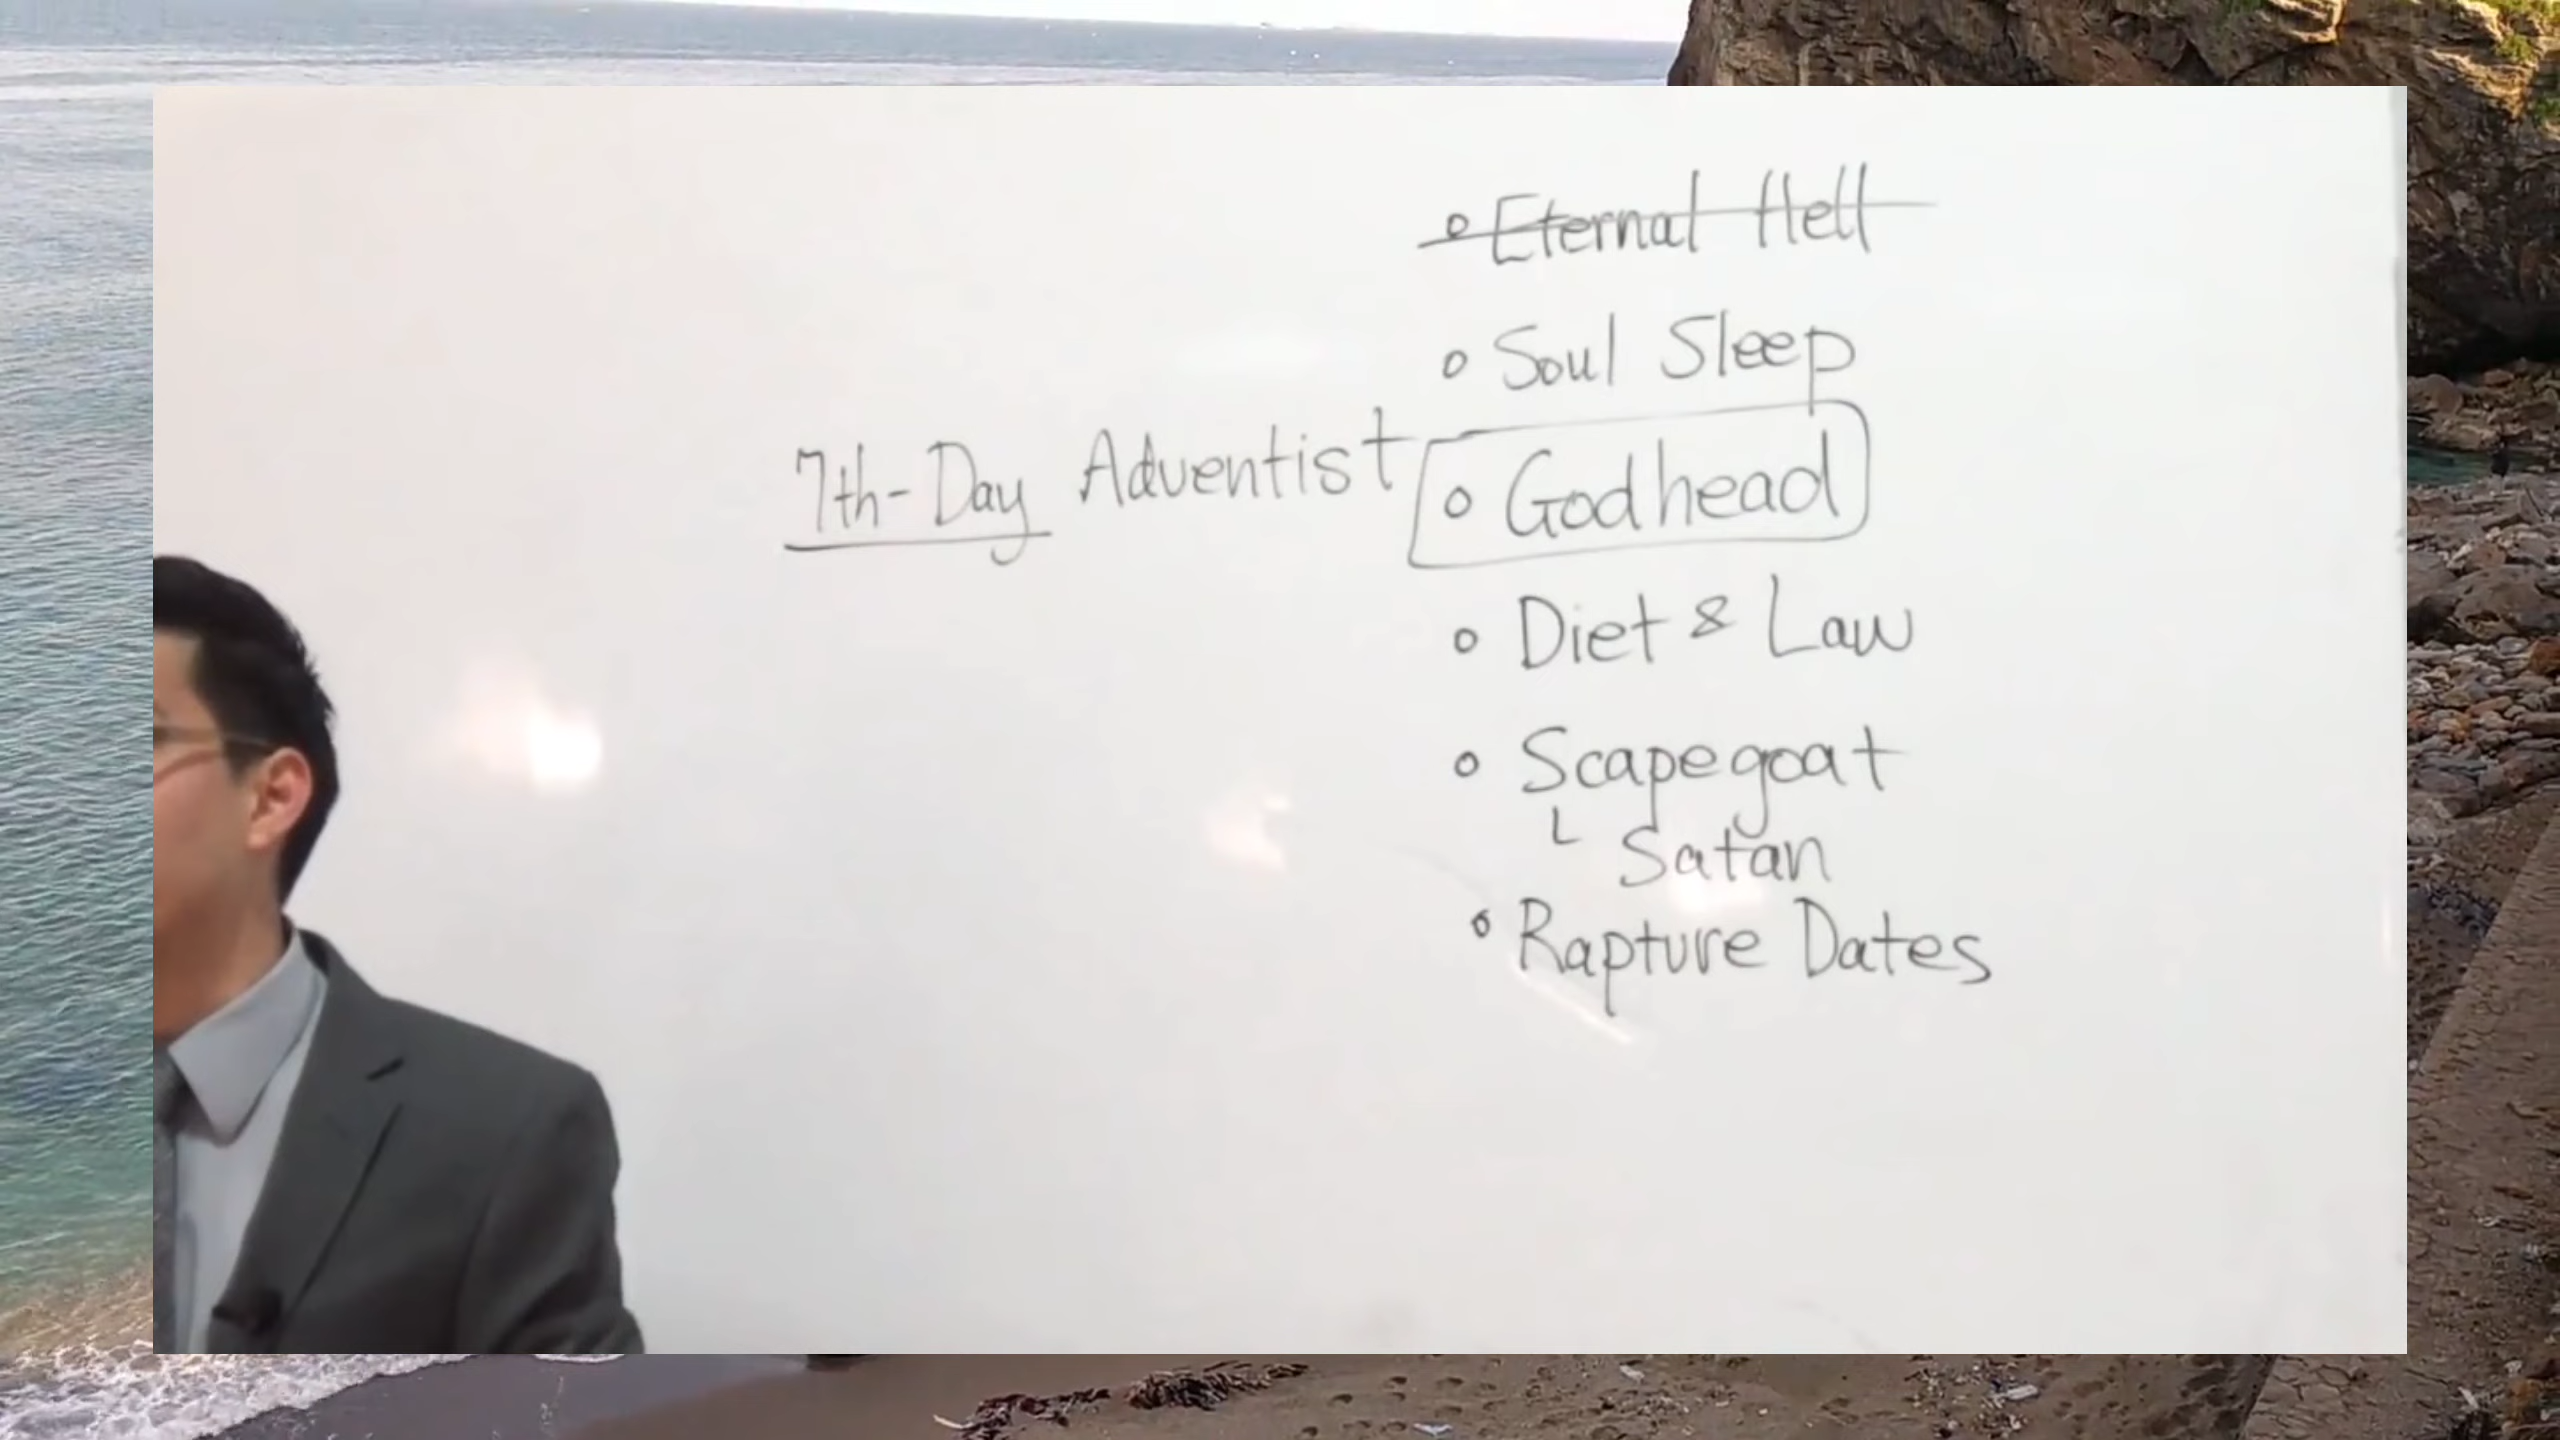 ◦ Eternal Hell
◦ Soul Sleep
7th-Day Adventist
◦ Godhead
◦ Diet & Law
◦ Scapegoat
└ Satan
◦ Rapture Dates